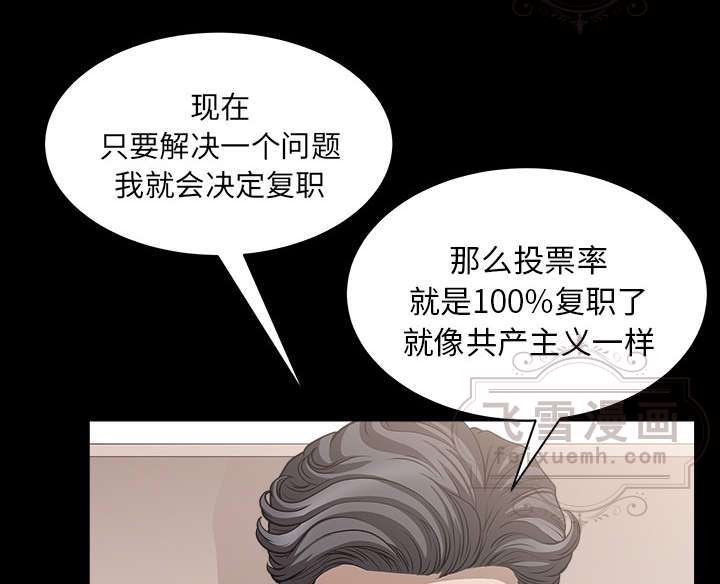 现在
只要解决一个问题
我就会决定复职
那么投票率
就是100%复职了
就像共产主义一样
飞雪漫画
feixuemh.com